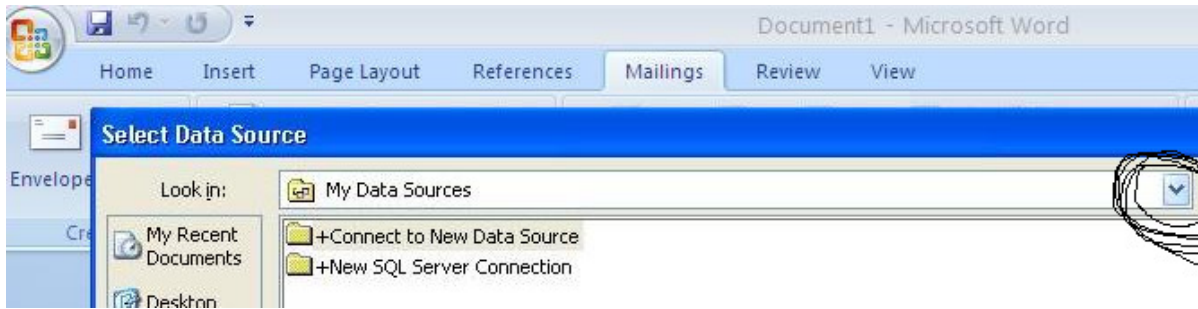 Document1 - Microsoft Word
Home Insert Page Layout References Mailings Review View
Select Data Source
Envelope
Look in: My Data Sources
Cre
My Recent Documents
+Connect to New Data Source
+New SQL Server Connection
Desktop